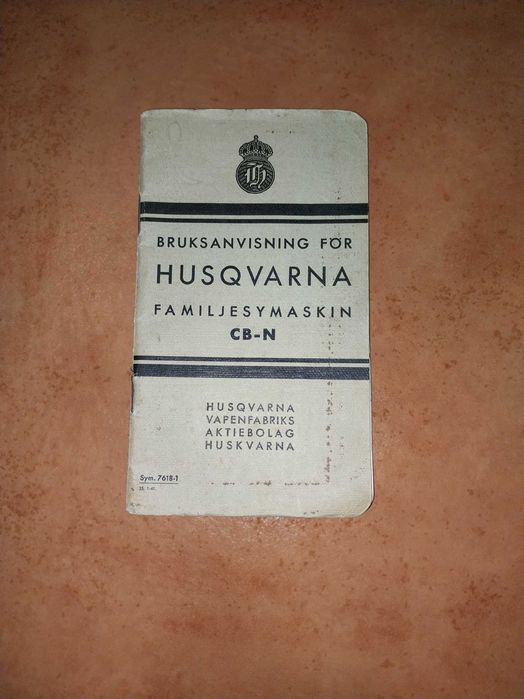 BRUKSANVISNING FÖR
HUSQVARNA
FAMILJESYMASKIN
CB-N
HUSQVARNA
VAPENFABRIKS
AKTIEBOLAG
HUSKVARNA
Sym. 7618-1